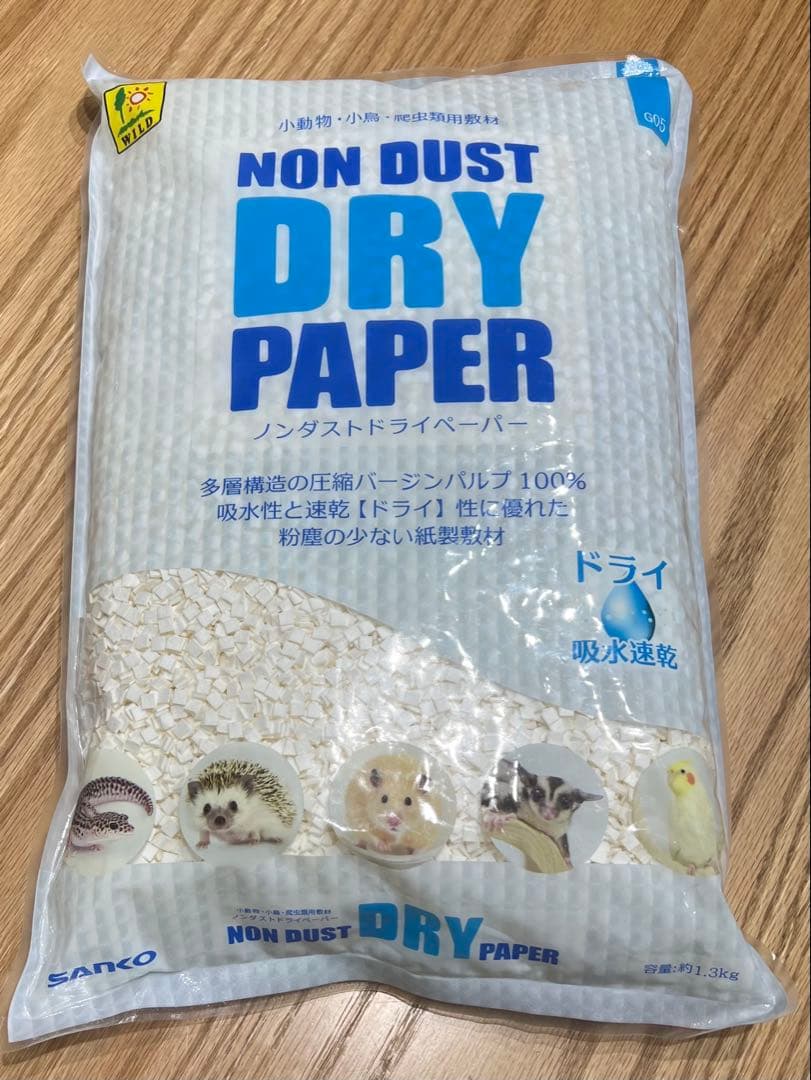 WILD
G05
小動物・小鳥・爬虫類用敷材
NON DUST
DRY
PAPER
ノンダストドライペーパー
多層構造の圧縮バージンパルプ 100%
吸水性と速乾【ドライ】性に優れた
粉塵の少ない紙製敷材
ドライ
吸水速乾
小動物・小鳥・爬虫類用敷材
ノンダストドライペーパー
NON DUST DRY PAPER
SANKO
容量:約1.3kg